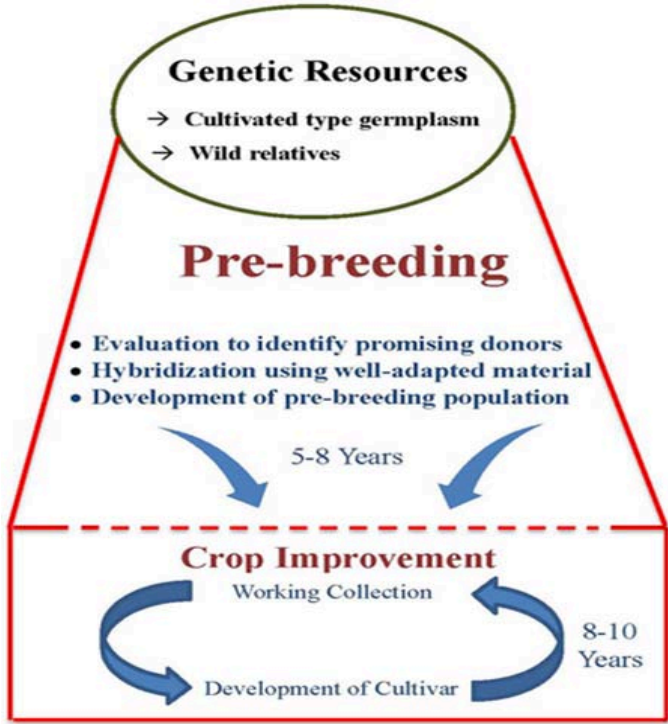 Genetic Resources
→ Cultivated type germplasm
→ Wild relatives
Pre-breeding
• Evaluation to identify promising donors
• Hybridization using well-adapted material
• Development of pre-breeding population
5-8 Years
Crop Improvement
Working Collection
8-10
Years
Development of Cultivar